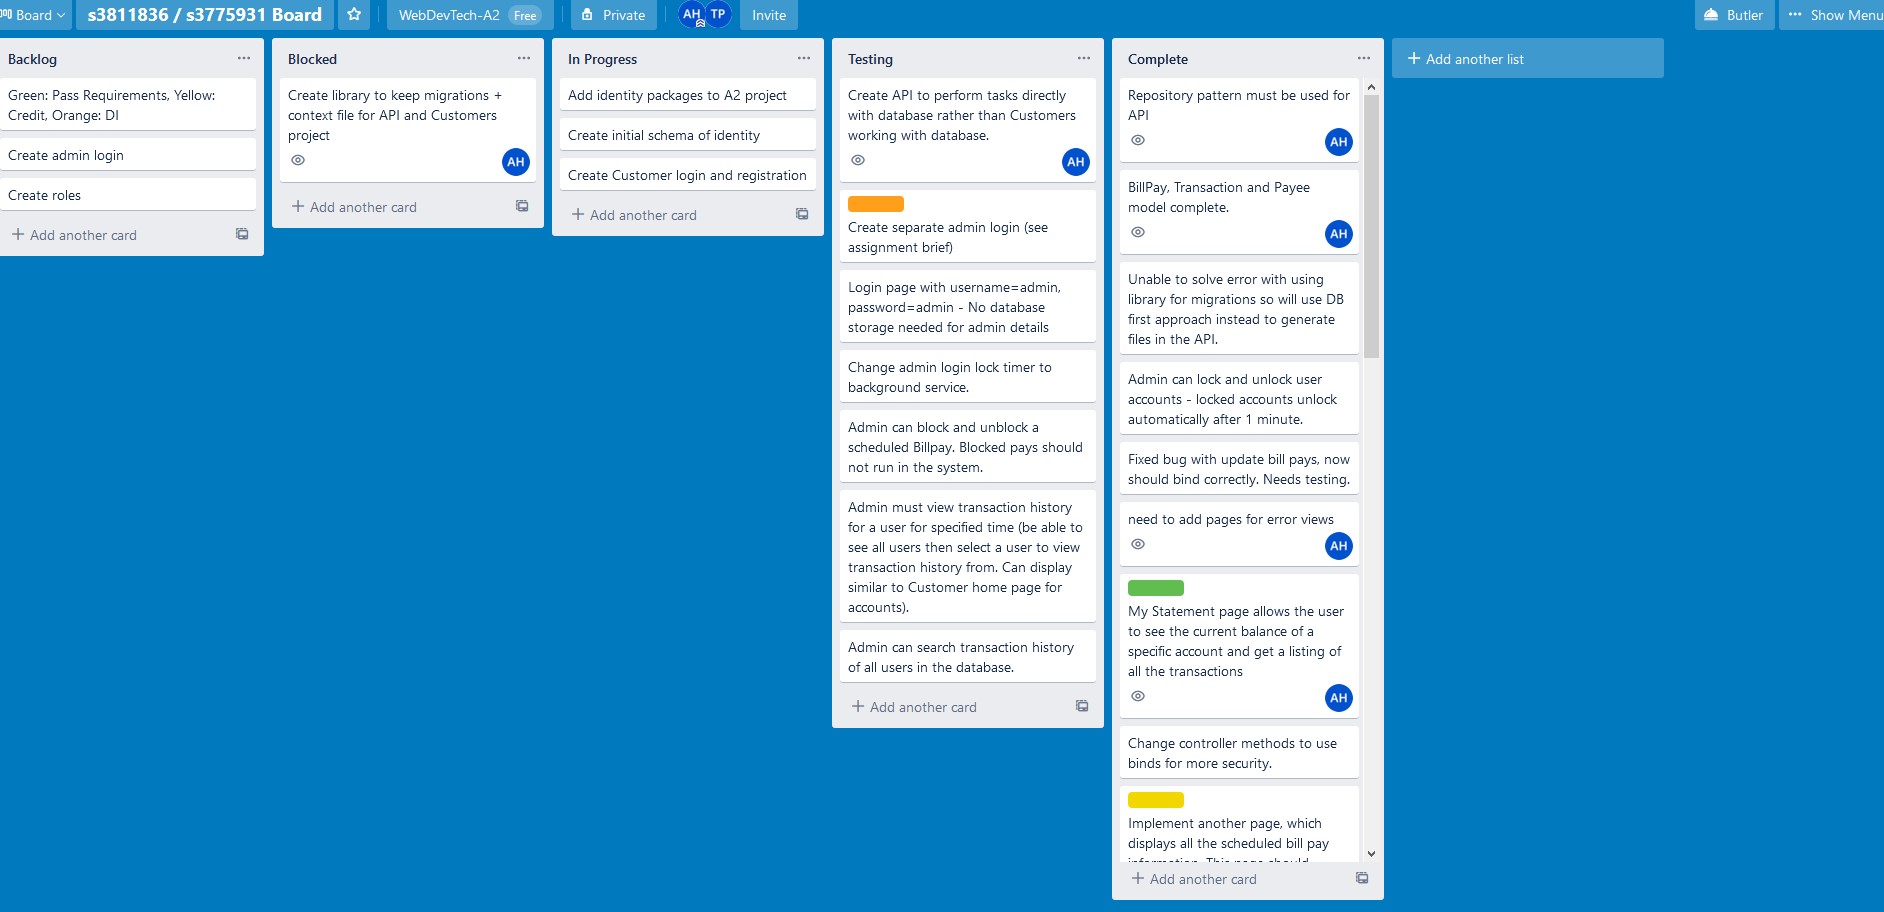 Board
s3811836 / s3775931 Board
WebDevTech-A2 Free
Private
AH TP
Invite
Butler
Show Menu
Backlog
Green: Pass Requirements, Yellow:
Credit, Orange: DI
Create admin login
Create roles
Add another card
Blocked
Create library to keep migrations +
context file for API and Customers
project
AH
Add another card
In Progress
Add identity packages to A2 project
Create initial schema of identity
Create Customer login and registration
Add another card
Testing
Create API to perform tasks directly
with database rather than Customers
working with database.
AH
Create separate admin login (see
assignment brief)
Login page with username=admin,
password=admin - No database
storage needed for admin details
Change admin login lock timer to
background service.
Admin can block and unblock a
scheduled Billpay. Blocked pays should
not run in the system.
Admin must view transaction history
for a user for specified time (be able to
see all users then select a user to view
transaction history from. Can display
similar to Customer home page for
accounts).
Admin can search transaction history
of all users in the database.
Add another card
Complete
Repository pattern must be used for
API
AH
BillPay, Transaction and Payee
model complete.
AH
Unable to solve error with using
library for migrations so will use DB
first approach instead to generate
files in the API.
Admin can lock and unlock user
accounts - locked accounts unlock
automatically after 1 minute.
Fixed bug with update bill pays, now
should bind correctly. Needs testing.
need to add pages for error views
AH
My Statement page allows the user
to see the current balance of a
specific account and get a listing of
all the transactions
AH
Change controller methods to use
binds for more security.
Implement another page, which
displays all the scheduled bill pay
information. This page should
Add another card
Add another list